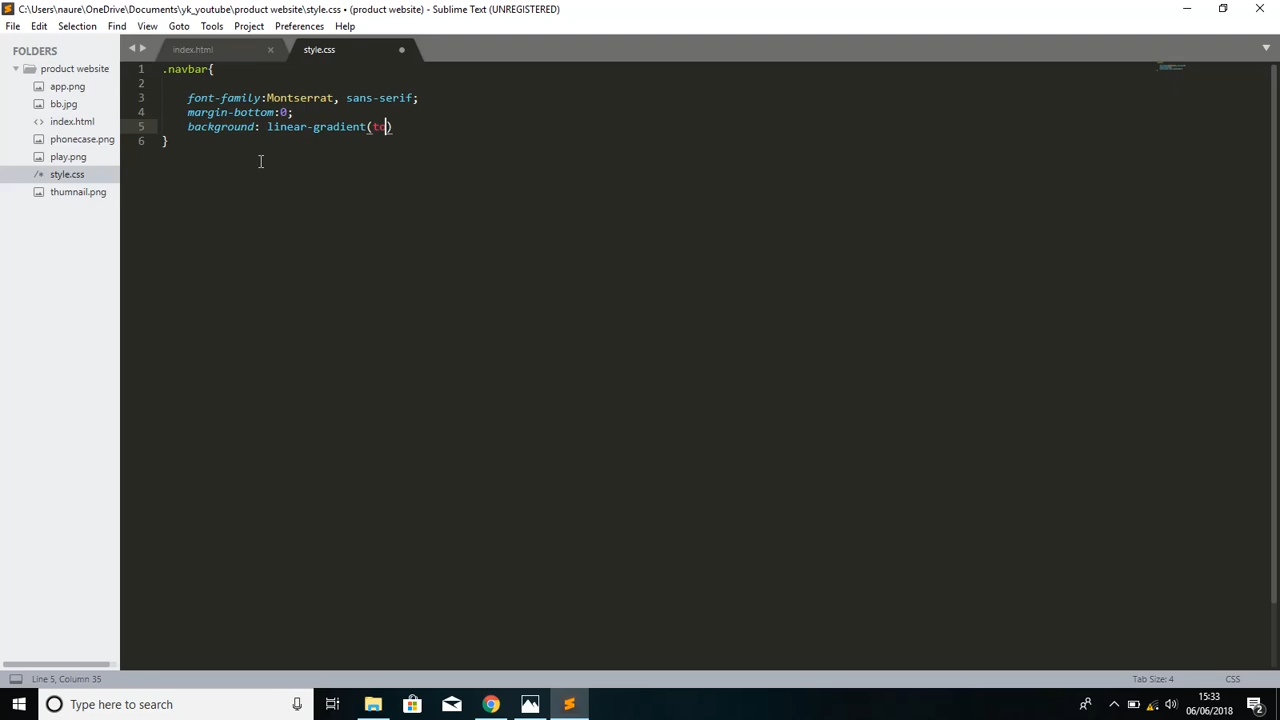 C:\Users\naure\OneDrive\Documents\yk_youtube\product website\style.css • (product website) - Sublime Text (UNREGISTERED)
File Edit Selection Find View Goto Tools Project Preferences Help
FOLDERS
product website
app.png
bb.jpg
index.html
phonecase.png
play.png
style.css
thumnail.png
index.html
style.css
1 .navbar{
2
3 font-family:Montserrat, sans-serif;
4 margin-bottom:0;
5 background: linear-gradient(to)
6 }
Line 5, Column 35
Tab Size: 4
CSS
Type here to search
15:33
06/06/2018
2